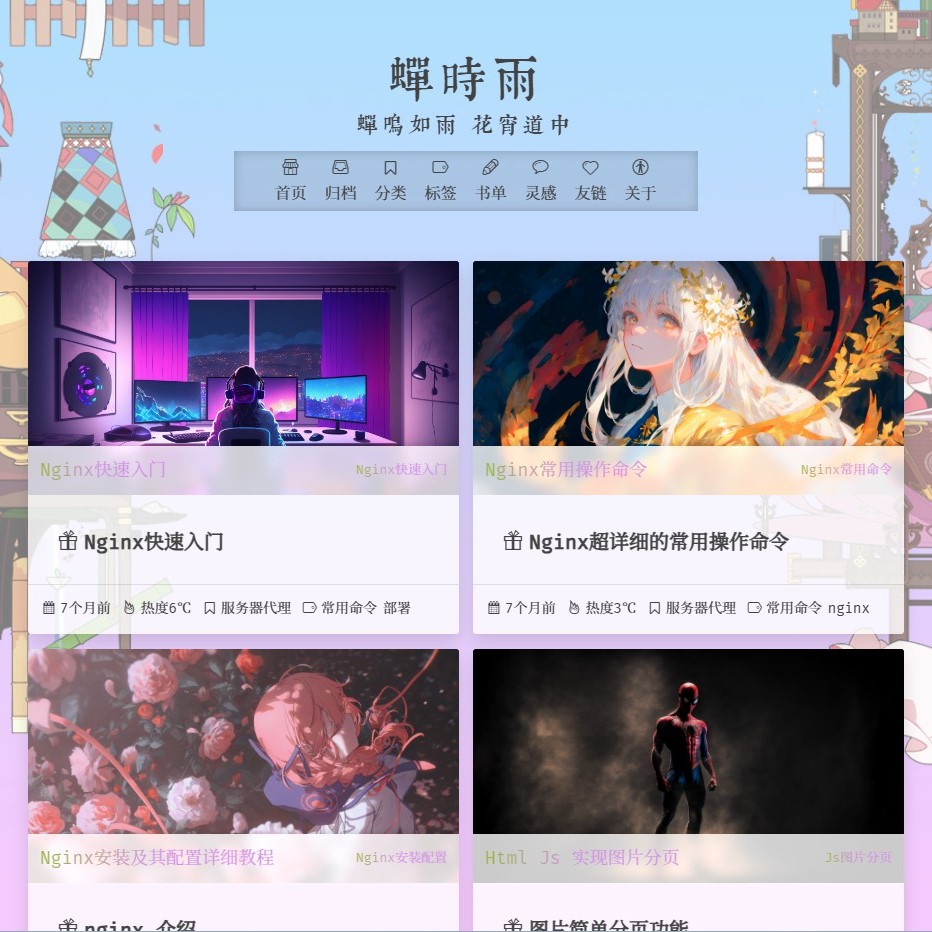 蟬時雨
蟬鳴如雨 花宵道中
首页 归档 分类 标签 书单 灵感 友链 关于
Nginx快速入门 Nginx快速入门
Nginx快速入门
7个月前 热度6℃ 服务器代理 常用命令 部署
Nginx常用操作命令 Nginx常用命令
Nginx超详细的常用操作命令
7个月前 热度3℃ 服务器代理 常用命令 nginx
Nginx安装及其配置详细教程 Nginx安装配置
nginx 介绍
Html Js 实现图片分页 Js图片分页
图片简单分页功能